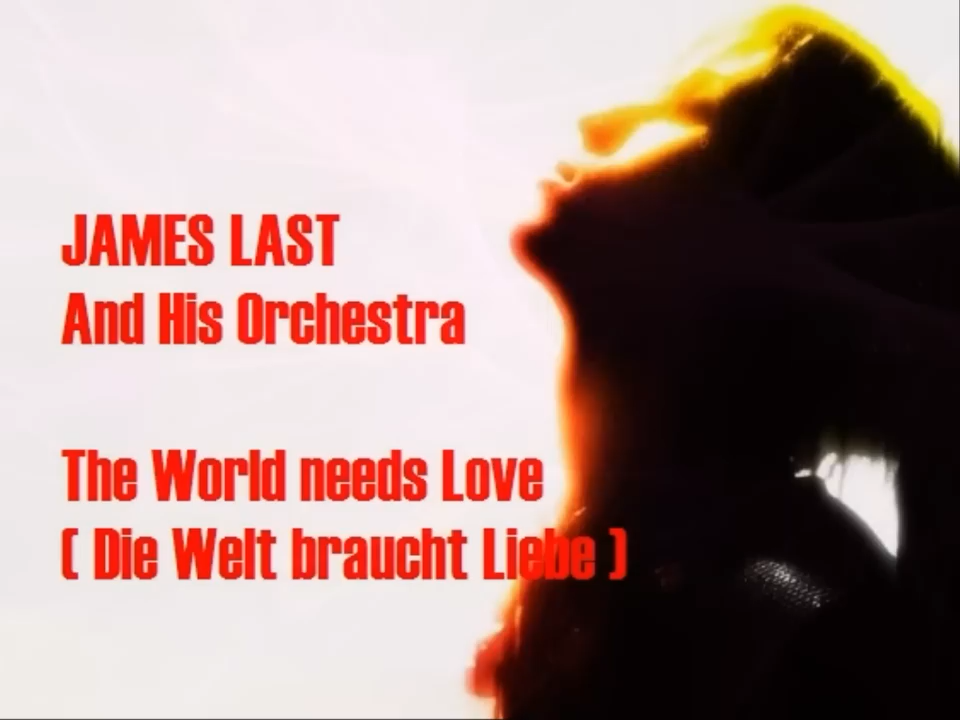 JAMES LAST
And His Orchestra
The World needs Love
( Die Welt braucht Liebe )